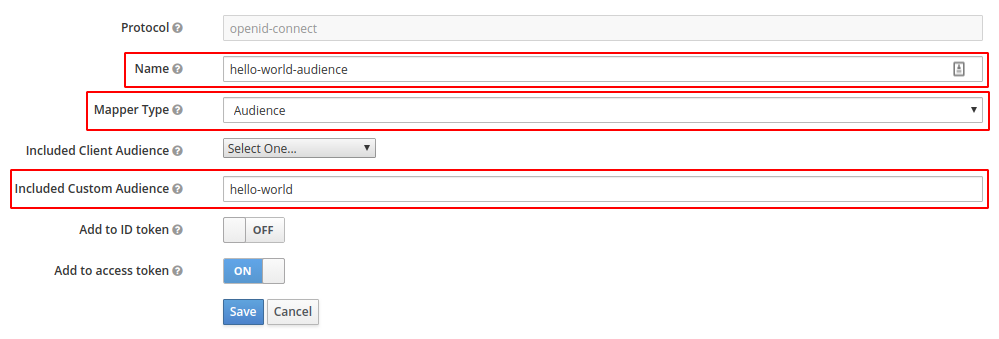 Protocol openid-connect
Name hello-world-audience
Mapper Type Audience
Included Client Audience Select One...
Included Custom Audience hello-world
Add to ID token OFF
Add to access token ON
Save Cancel